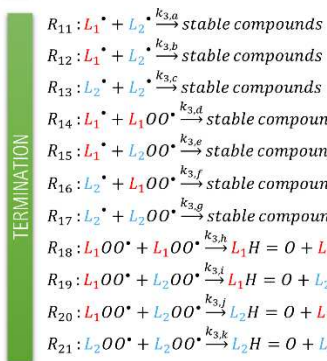 TERMINATION
R₁₁: L₁• + L₂• →k₃,ₐ stable compounds
R₁₂: L₁• + L₂• →k₃,b stable compounds
R₁₃: L₂• + L₂• →k₃,c stable compounds
R₁₄: L₁• + L₁OO• →k₃,d stable compoun
R₁₅: L₁• + L₂OO• →k₃,e stable compoun
R₁₆: L₂• + L₁OO• →k₃,f stable compoun
R₁₇: L₂• + L₂OO• →k₃,g stable compoun
R₁₈: L₁OO• + L₁OO• →k₃,h L₁H = O + L
R₁₉: L₁OO• + L₂OO• →k₃,i L₁H = O + L₂
R₂₀: L₁OO• + L₂OO• →k₃,j L₂H = O + L
R₂₁: L₂OO• + L₂OO• →k₃,k L₂H = O + L